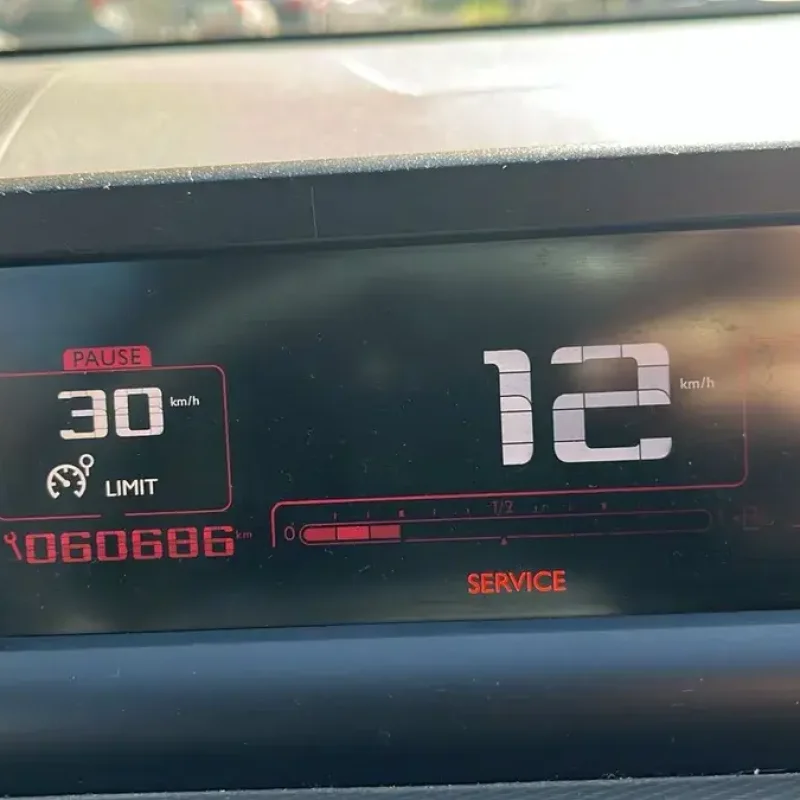 PAUSE
30 km/h
LIMIT
060686 km
12 km/h
0 1/2
SERVICE